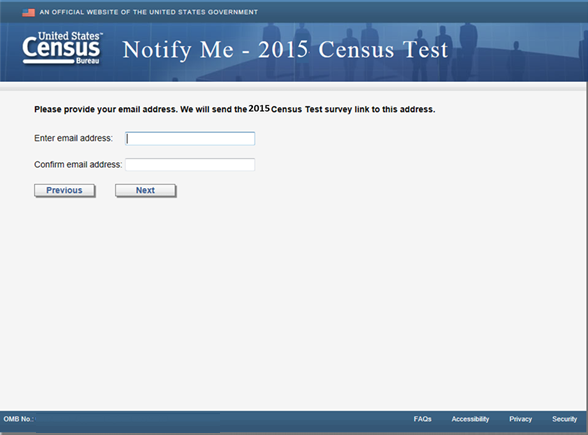 AN OFFICIAL WEBSITE OF THE UNITED STATES GOVERNMENT
United States™
Census
Bureau
Notify Me - 2015 Census Test
Please provide your email address. We will send the 2015 Census Test survey link to this address.
Enter email address:
Confirm email address:
Previous Next
OMB No.: FAQs Accessibility Privacy Security